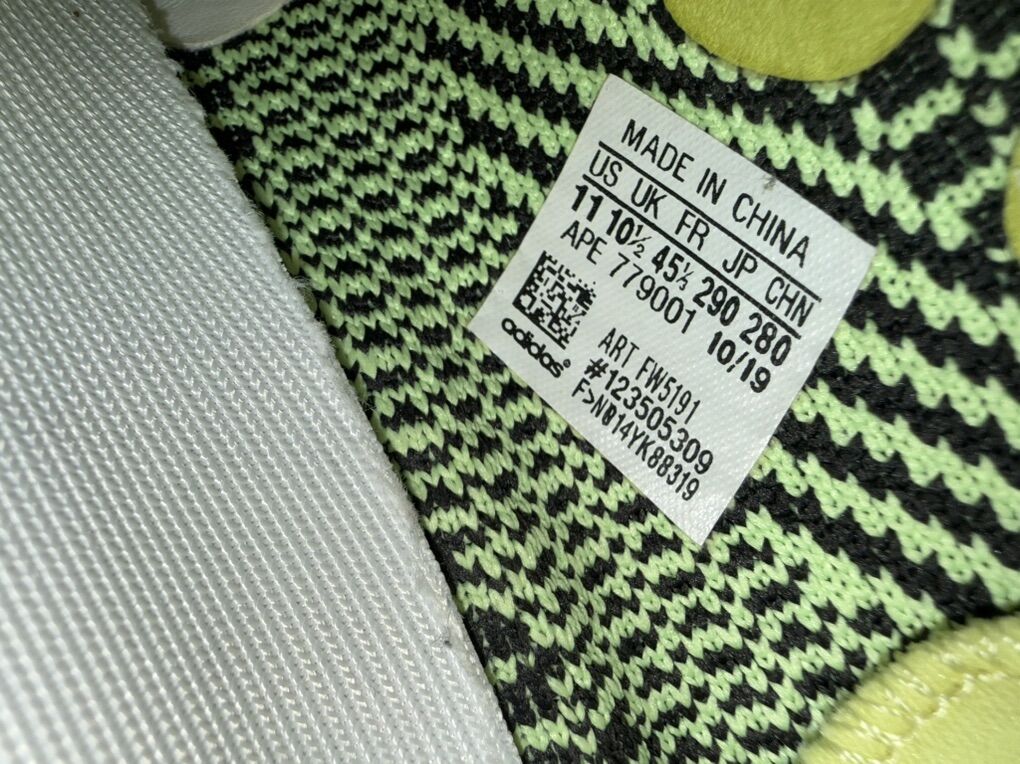 MADE IN CHINA
US UK FR JP CHN
11 10½ 45⅓ 290 280
APE 779001 10/19
ART FW5191
#123505309
F>N014YK88319
adidas®